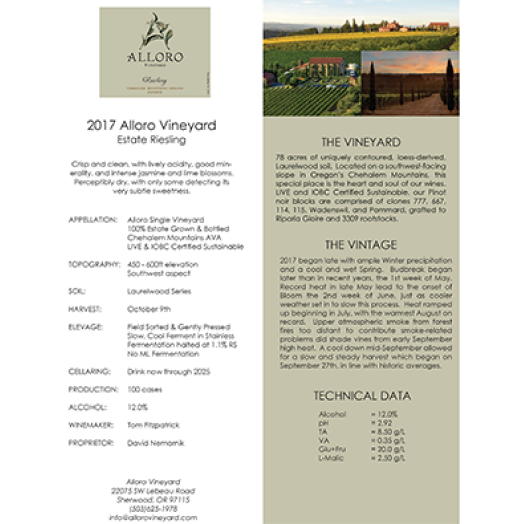 ALLORO
Riesling
2017 Alloro Vineyard
Estate Riesling
Crisp and clean, with lively acidity, good min-
erality, and intense jasmine and lime blossoms.
Perceptibly dry, with only some detecting its
very subtle sweetness.
APPELLATION: Alloro Single Vineyard
100% Estate Grown & Bottled
Chehalem Mountains AVA
LIVE & IOBC Certified Sustainable
TOPOGRAPHY: 450 - 600ft elevation
Southwest aspect
SOIL: Laurelwood Series
HARVEST: October 9th
ELEVAGE: Field Sorted & Gently Pressed
Slow, Cool Ferment in Stainless
Fermentation halted at 1.1% RS
No ML Fermentation
CELLARING: Drink now through 2025
PRODUCTION: 100 cases
ALCOHOL: 12.0%
WINEMAKER: Tom Fitzpatrick
PROPRIETOR: David Nemarnik
Alloro Vineyard
22075 SW Lebeau Road
Sherwood, OR 97115
(503)625-1978
info@allorovineyard.com
THE VINEYARD
78 acres of uniquely contoured, loess-derived,
Laurelwood soil. Located on a southwest-facing
slope in Oregon's Chehalem Mountains, this
special place is the heart and soul of our wines.
LIVE and IOBC Certified Sustainable, our Pinot
noir blocks are comprised of clones 777, 667,
114, 115, Wadenswil, and Pommard, grafted to
Riparia Gloire and 3309 rootstocks.
THE VINTAGE
2017 began late with ample Winter precipitation
and a cool and wet Spring. Budbreak began
later than in recent years, the 1st week of May.
Record heat in late May lead to the onset of
Bloom the 2nd week of June, just as cooler
weather set in to slow this process. Heat ramped
up beginning in July, with the warmest August on
record. Upper atmospheric smoke from forest
fires too distant to contribute smoke-related
problems did shade vines from early September
high heat. A cool down mid-September allowed
for a slow and steady harvest which began on
September 27th, in line with historic averages.
TECHNICAL DATA
Alcohol = 12.0%
pH = 2.92
TA = 8.50 g/L
VA = 0.35 g/L
Glu+Fru = 20.0 g/L
L-Malic = 2.50 g/L